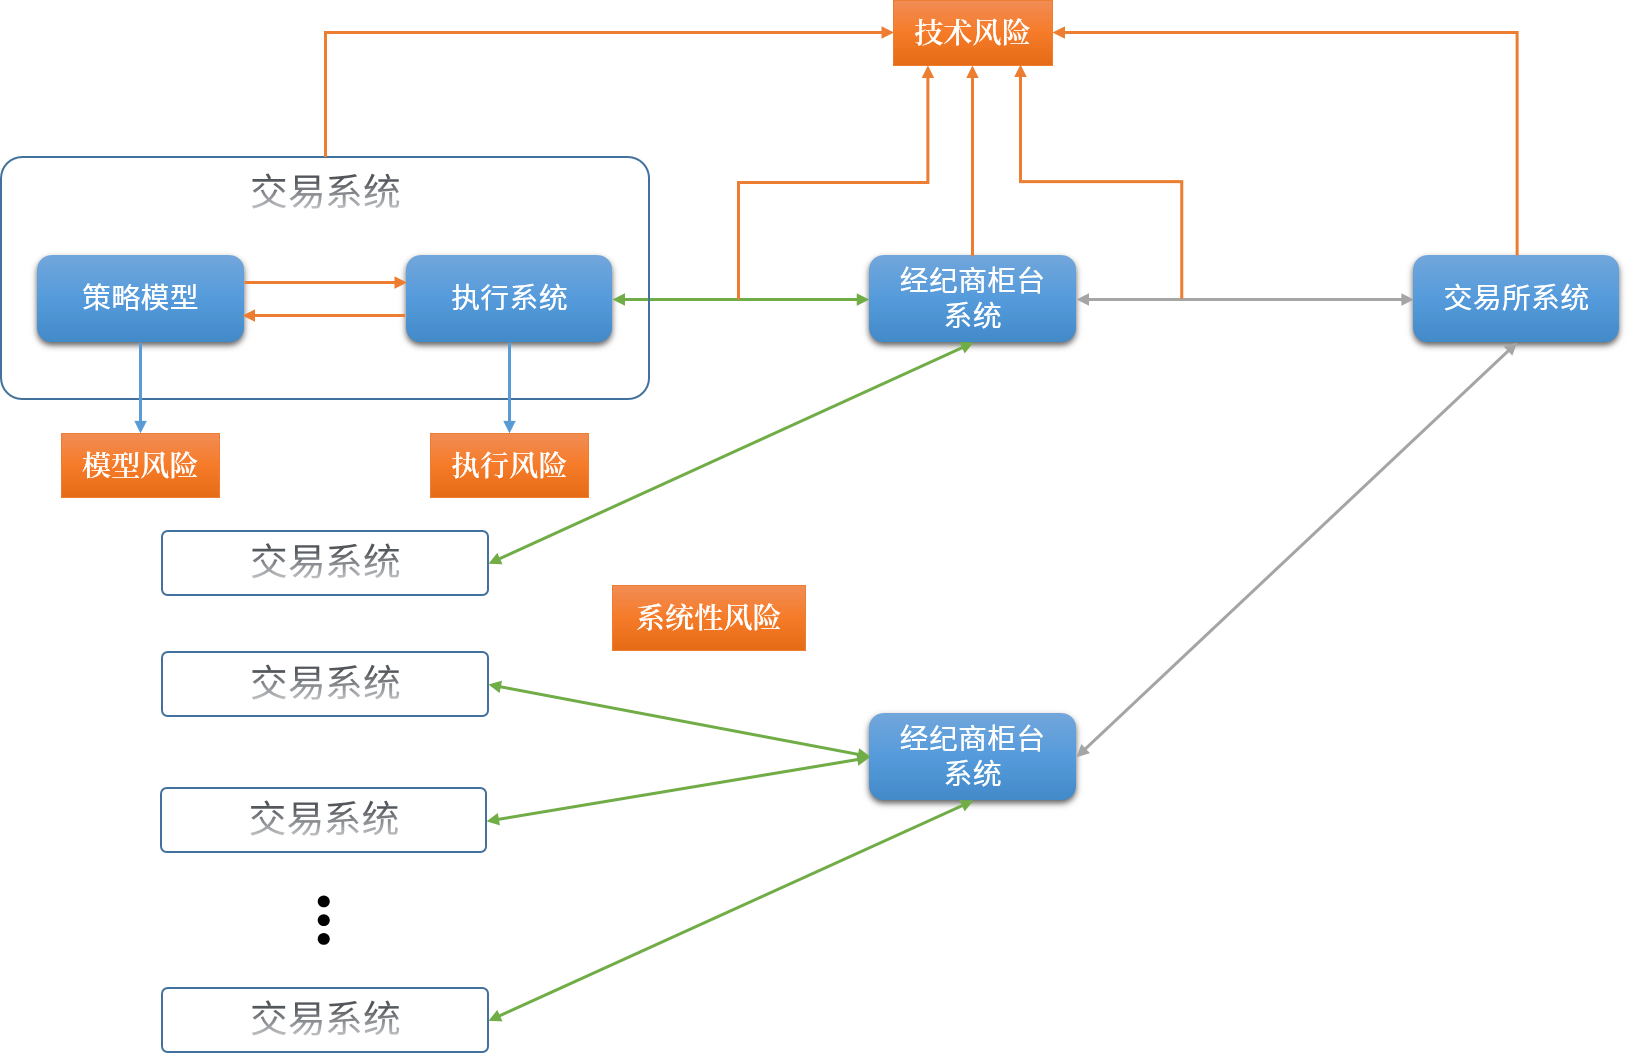 技术风险
交易系统
策略模型
执行系统
经纪商柜台
系统
交易所系统
模型风险
执行风险
交易系统
系统性风险
交易系统
经纪商柜台
系统
交易系统
交易系统